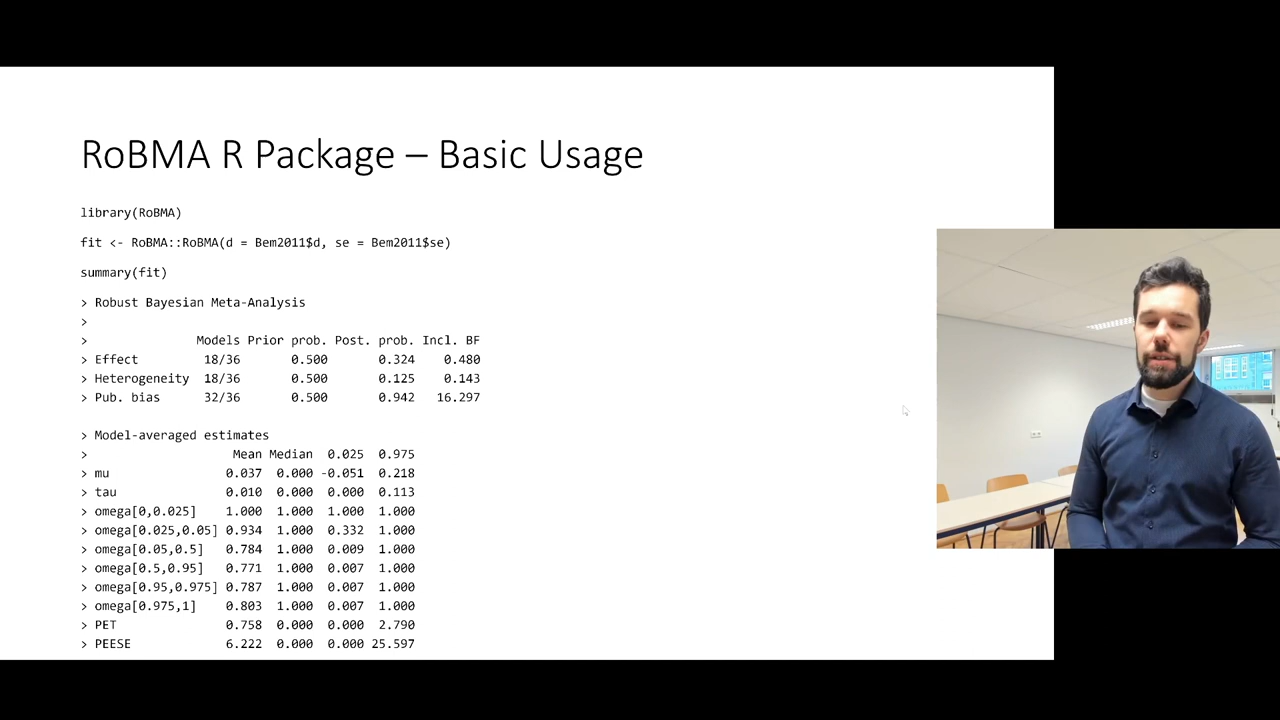 RoBMA R Package – Basic Usage
library(RoBMA)
fit <- RoBMA::RoBMA(d = Bem2011$d, se = Bem2011$se)
summary(fit)
> Robust Bayesian Meta-Analysis
>
> Models Prior prob. Post. prob. Incl. BF
> Effect 18/36 0.500 0.324 0.480
> Heterogeneity 18/36 0.500 0.125 0.143
> Pub. bias 32/36 0.500 0.942 16.297
> Model-averaged estimates
> Mean Median 0.025 0.975
> mu 0.037 0.000 -0.051 0.218
> tau 0.010 0.000 0.000 0.113
> omega[0,0.025] 1.000 1.000 1.000 1.000
> omega[0.025,0.05] 0.934 1.000 0.332 1.000
> omega[0.05,0.5] 0.784 1.000 0.009 1.000
> omega[0.5,0.95] 0.771 1.000 0.007 1.000
> omega[0.95,0.975] 0.787 1.000 0.007 1.000
> omega[0.975,1] 0.803 1.000 0.007 1.000
> PET 0.758 0.000 0.000 2.790
> PEESE 6.222 0.000 0.000 25.597